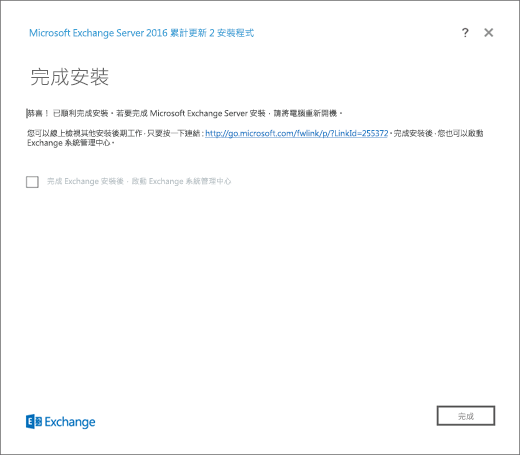 Microsoft Exchange Server 2016 累計更新 2 安裝程式
?
完成安裝
恭喜！ 已順利完成安裝。若要完成 Microsoft Exchange Server 安裝，請將電腦重新開機。
您可以線上檢視其他安裝後期工作，只要按一下連結：http://go.microsoft.com/fwlink/p/?LinkId=255372。完成安裝後，您也可以啟動
Exchange 系統管理中心。
完成 Exchange 安裝後，啟動 Exchange 系統管理中心
Exchange
完成